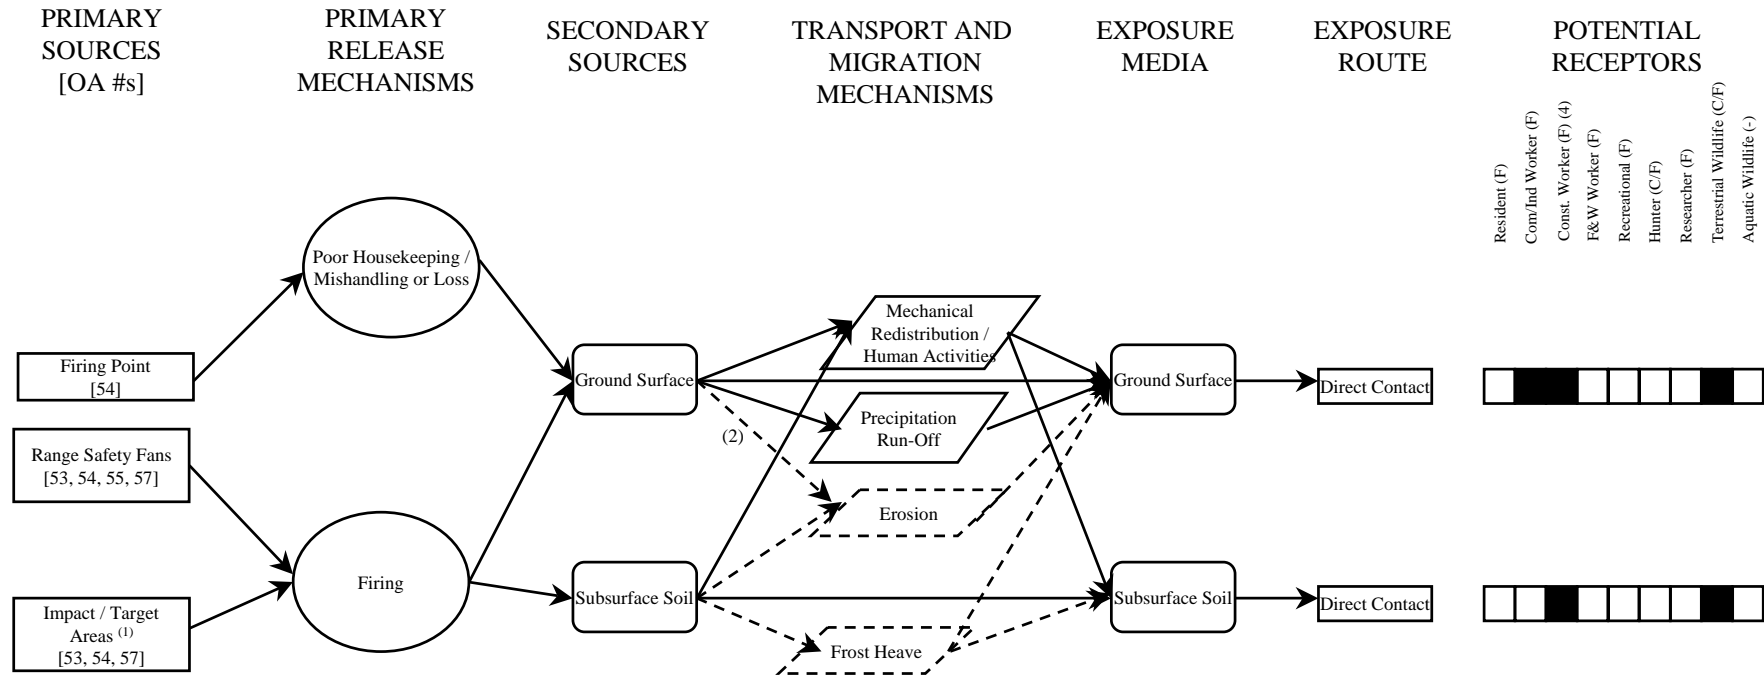 PRIMARY
SOURCES
[OA #s]
PRIMARY
RELEASE
MECHANISMS
SECONDARY
SOURCES
TRANSPORT AND
MIGRATION
MECHANISMS
EXPOSURE
MEDIA
EXPOSURE
ROUTE
POTENTIAL
RECEPTORS
Resident (F)
Com/Ind Worker (F)
Const. Worker (F) (4)
F&W Worker (F)
Recreational (F)
Hunter (C/F)
Researcher (F)
Terrestrial Wildlife (C/F)
Aquatic Wildlife (-)
Firing Point
[54]
Range Safety Fans
[53, 54, 55, 57]
Impact / Target
Areas (1)
[53, 54, 57]
Poor Housekeeping /
Mishandling or Loss
Firing
Ground Surface
Subsurface Soil
(2)
Mechanical
Redistribution /
Human Activities
Precipitation
Run-Off
Erosion
Frost Heave
Ground Surface
Subsurface Soil
Direct Contact
Direct Contact